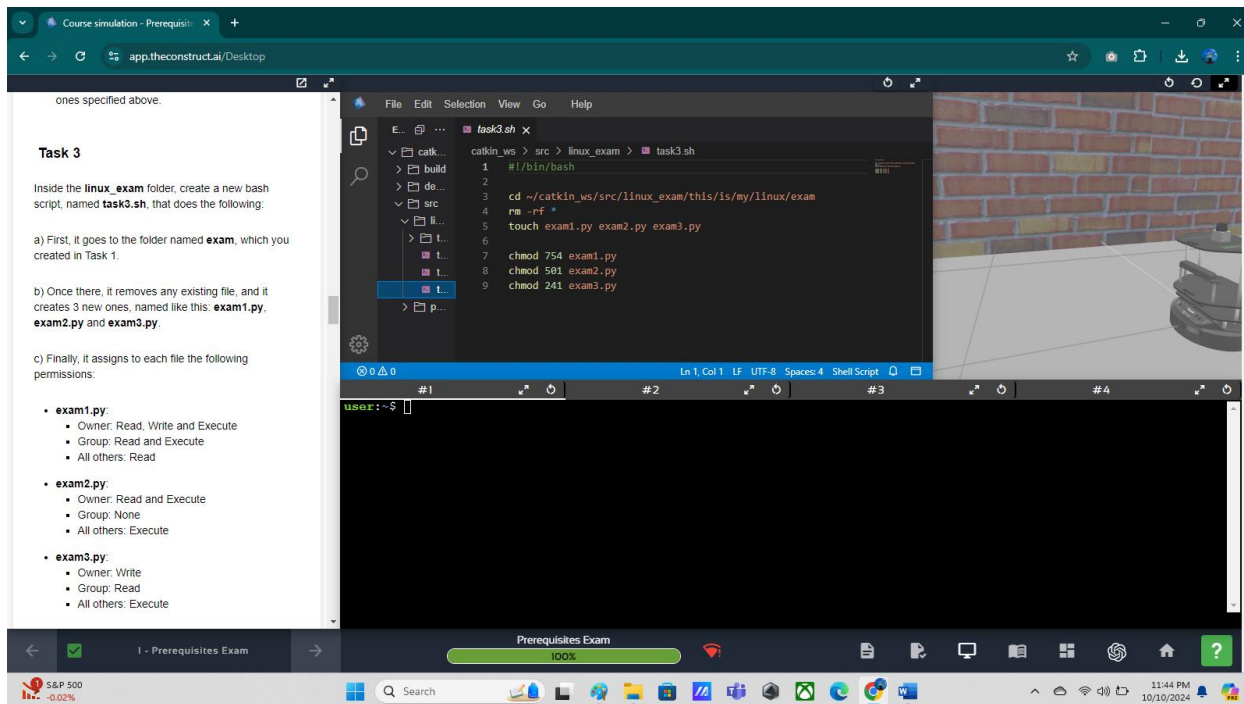 Course simulation - Prerequisite
app.theconstruct.ai/Desktop
ones specified above.
Task 3
Inside the linux_exam folder, create a new bash
script, named task3.sh, that does the following:
a) First, it goes to the folder named exam, which you
created in Task 1.
b) Once there, it removes any existing file, and it
creates 3 new ones, named like this: exam1.py,
exam2.py and exam3.py.
c) Finally, it assigns to each file the following
permissions:
• exam1.py:
▪ Owner: Read, Write and Execute
▪ Group: Read and Execute
▪ All others: Read
• exam2.py:
▪ Owner: Read and Execute
▪ Group: None
▪ All others: Execute
• exam3.py:
▪ Owner: Write
▪ Group: Read
▪ All others: Execute
File Edit Selection View Go Help
E... ···
catk...
build
de...
src
li...
t...
t...
t...
t...
p...
task3.sh ×
catkin_ws > src > linux_exam > task3.sh
1 #!/bin/bash
2
3 cd ~/catkin_ws/src/linux_exam/this/is/my/linux/exam
4 rm -rf *
5 touch exam1.py exam2.py exam3.py
6
7 chmod 754 exam1.py
8 chmod 501 exam2.py
9 chmod 241 exam3.py
0 0 Ln 1, Col 1 LF UTF-8 Spaces: 4 Shell Script
#1 #2 #3 #4
user:~$
1 - Prerequisites Exam
Prerequisites Exam
100%
?
1
S&P 500
-0.02%
Search
11:44 PM
10/10/2024
PRE